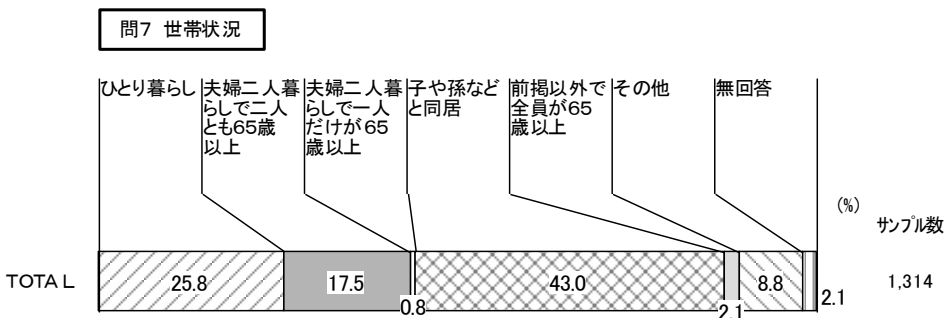 問7 世帯状況
ひとり暮らし
夫婦二人暮
らしで二人
とも65歳
以上
夫婦二人暮
らしで一人
だけが65
歳以上
子や孫など
と同居
前掲以外で
全員が65
歳以上
その他
無回答
(%)
サンプル数
TOTAL
25.8
17.5
0.8
43.0
2.1
8.8
2.1
1,314